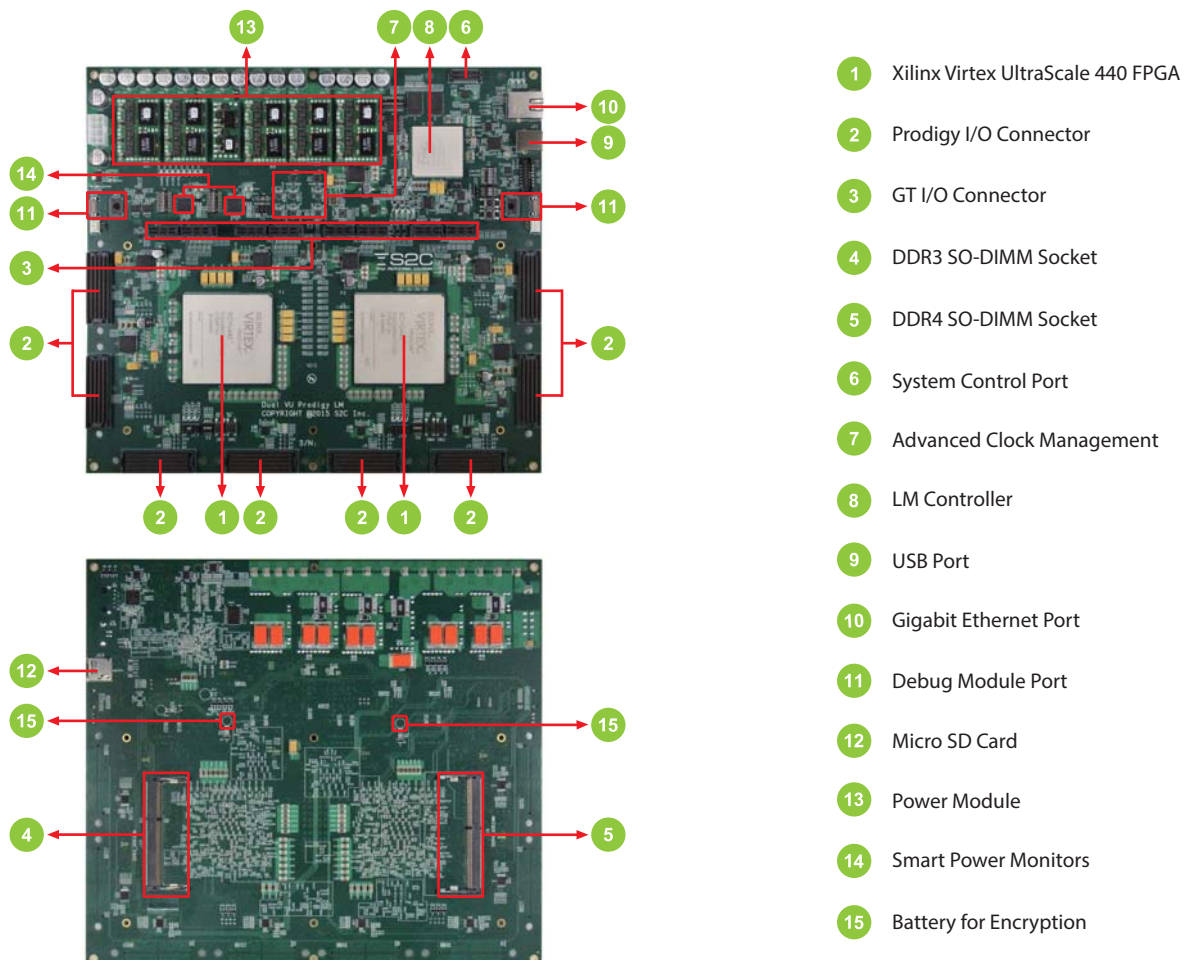 13
7
8
6
10
9
14
11
11
3
S2C
2
2
XILINX
VIRTEX
XILINX
VIRTEX
Dual VU Prodigy LM
COPYRIGHT @2015 S2C Inc.
S/N:
2
1
2
2
1
2
12
15
15
4
5
1 Xilinx Virtex UltraScale 440 FPGA
2 Prodigy I/O Connector
3 GT I/O Connector
4 DDR3 SO-DIMM Socket
5 DDR4 SO-DIMM Socket
6 System Control Port
7 Advanced Clock Management
8 LM Controller
9 USB Port
10 Gigabit Ethernet Port
11 Debug Module Port
12 Micro SD Card
13 Power Module
14 Smart Power Monitors
15 Battery for Encryption